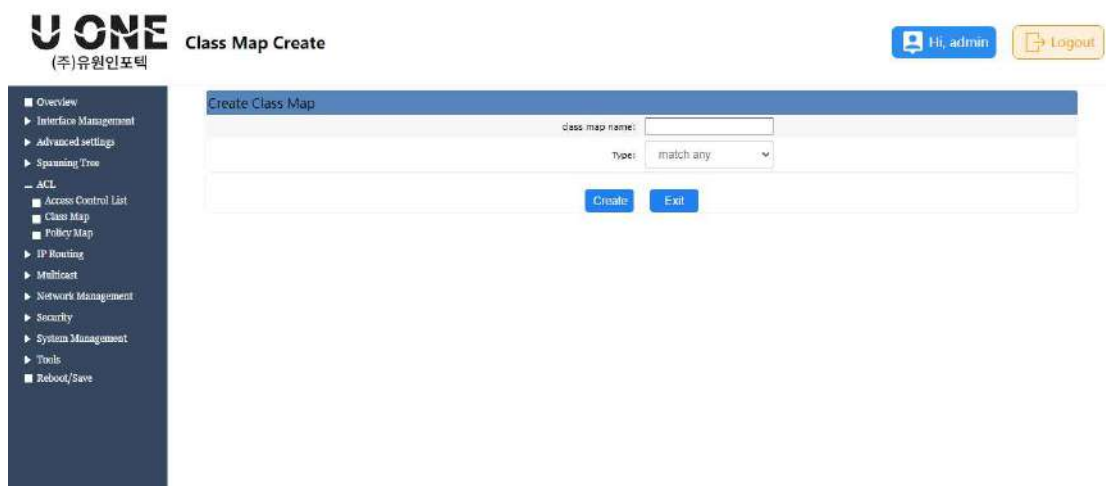 U ONE
(주)유원인포텍
Class Map Create
Hi, admin
Logout
Overview
Interface Management
Advanced settings
Spanning Tree
ACL
Access Control List
Class Map
Policy Map
IP Routing
Multicast
Network Management
Security
System Management
Tools
Reboot/Save
Create Class Map
class map name:
Type: match any
Create Exit